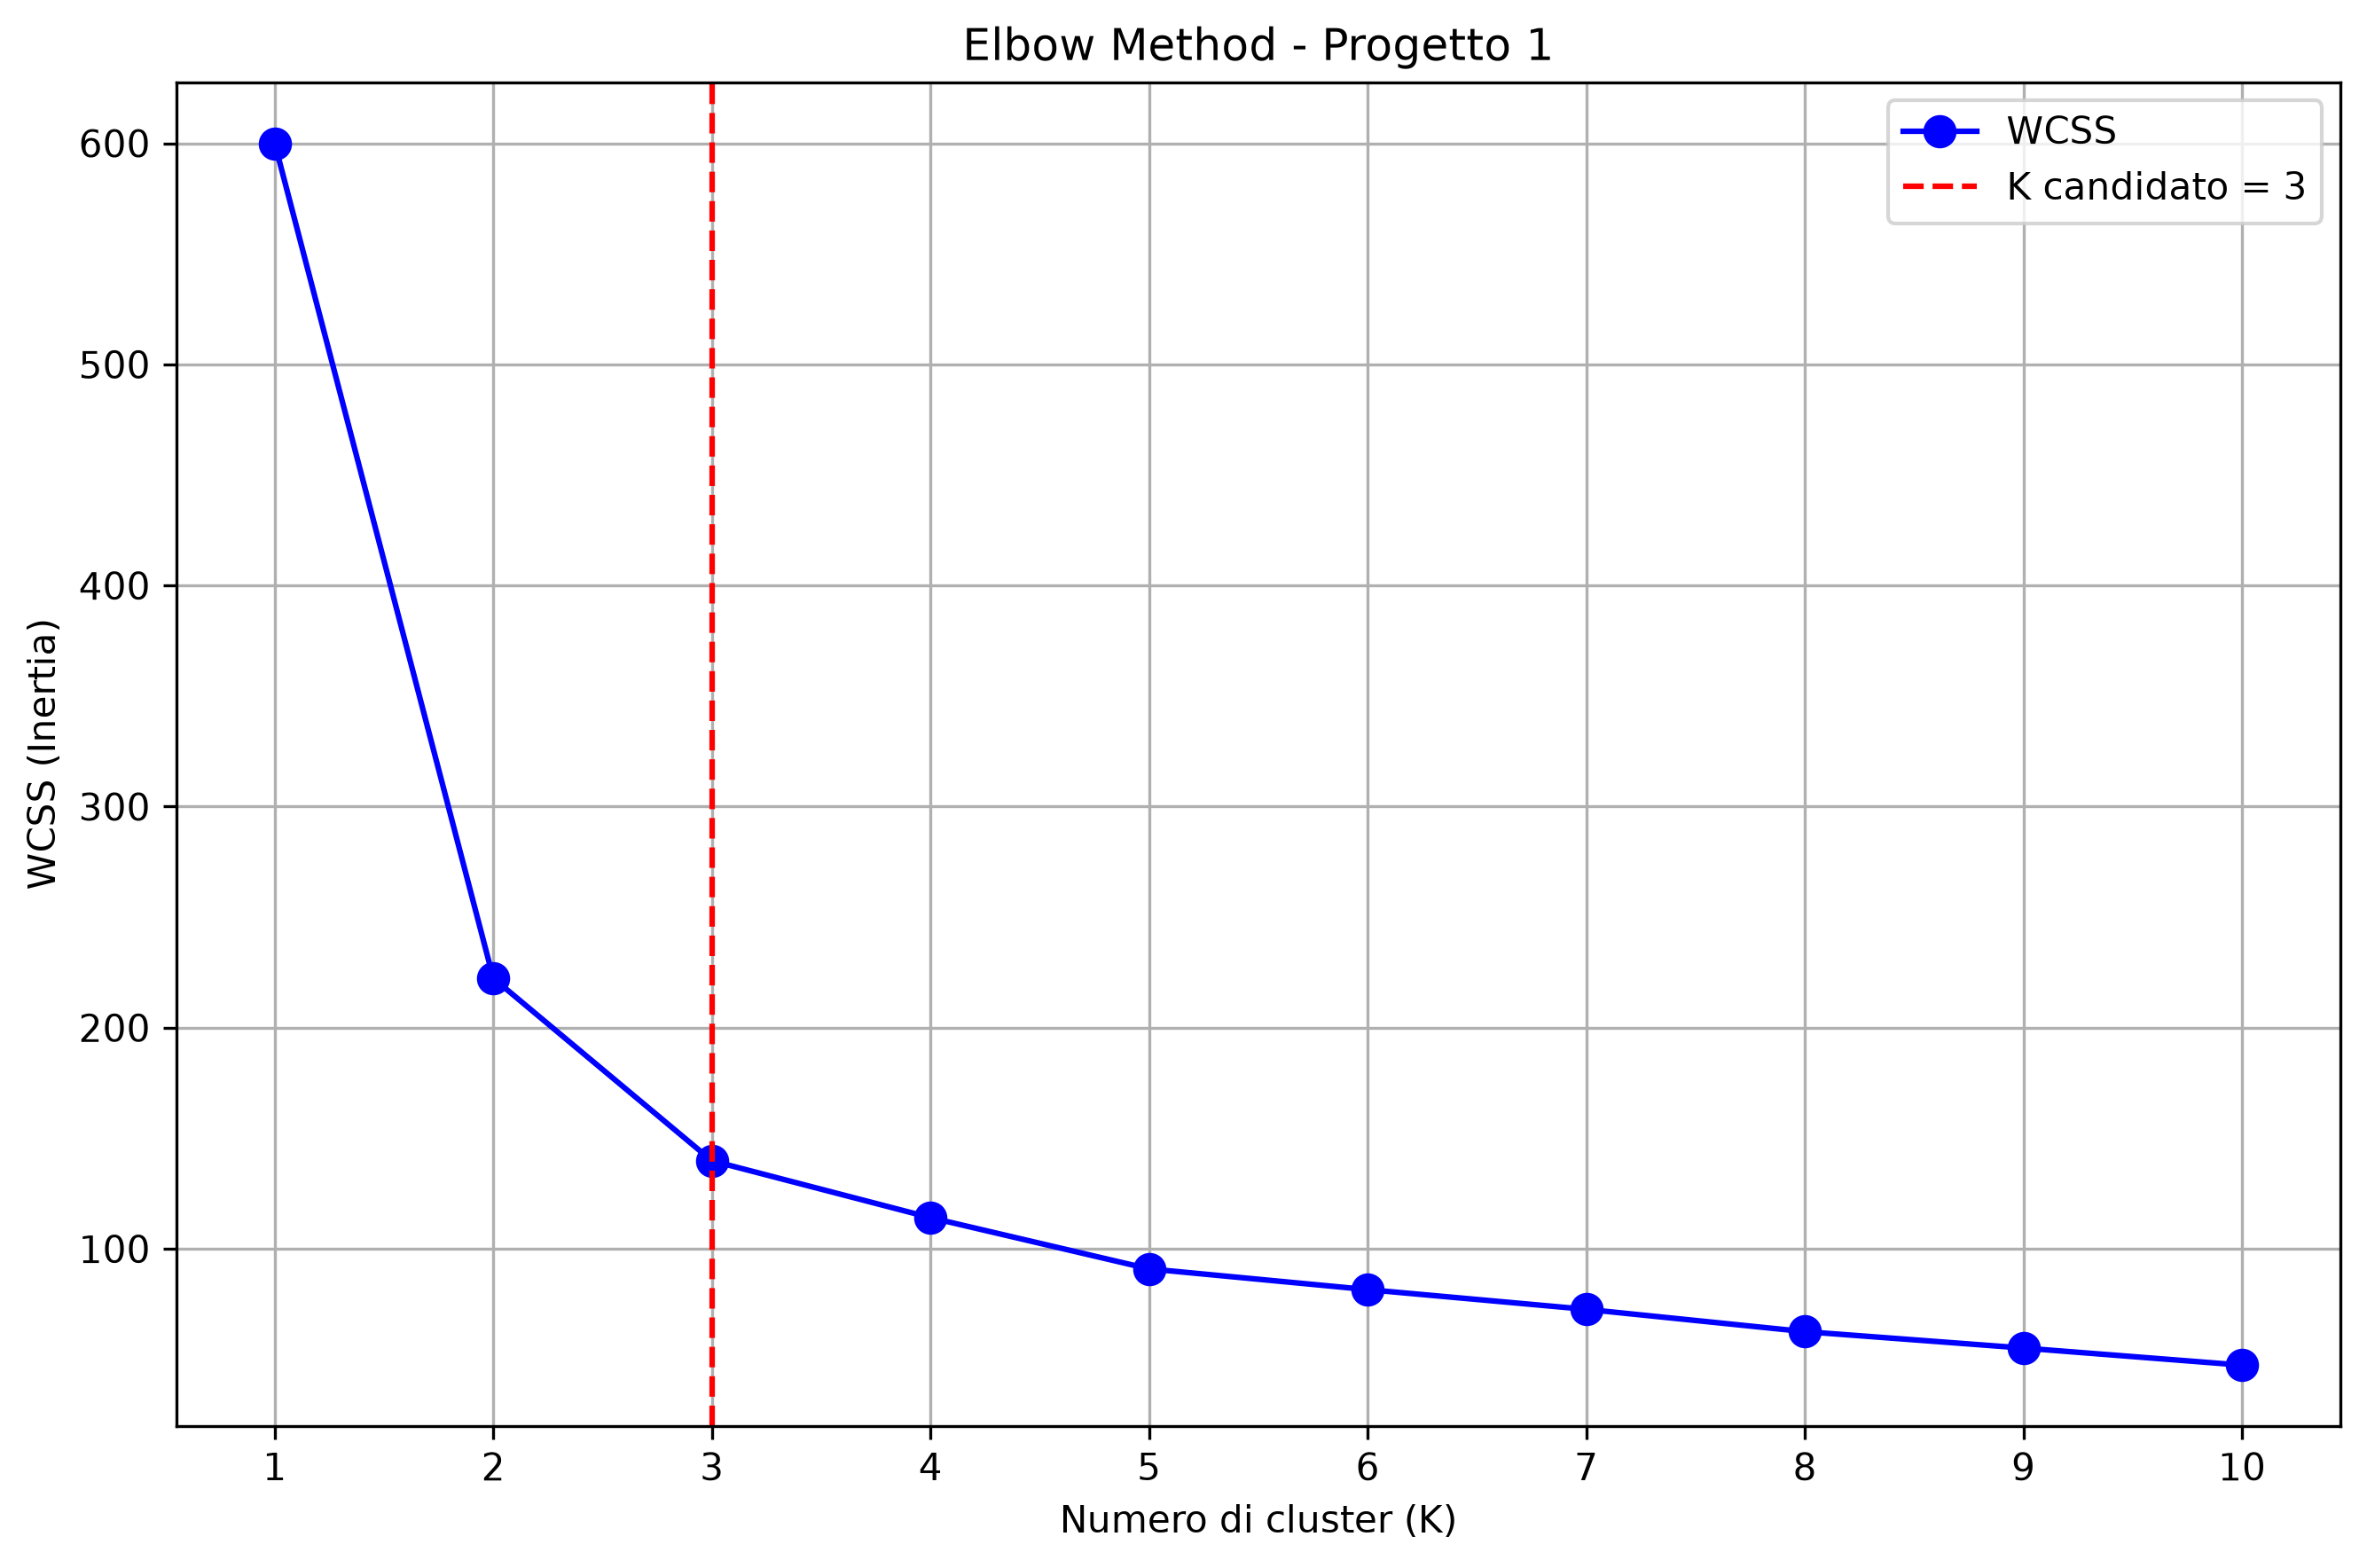 Elbow Method - Progetto 1
WCSS
K candidato = 3
600
500
400
300
200
100
WCSS (Inertia)
1 2 3 4 5 6 7 8 9 10
Numero di cluster (K)